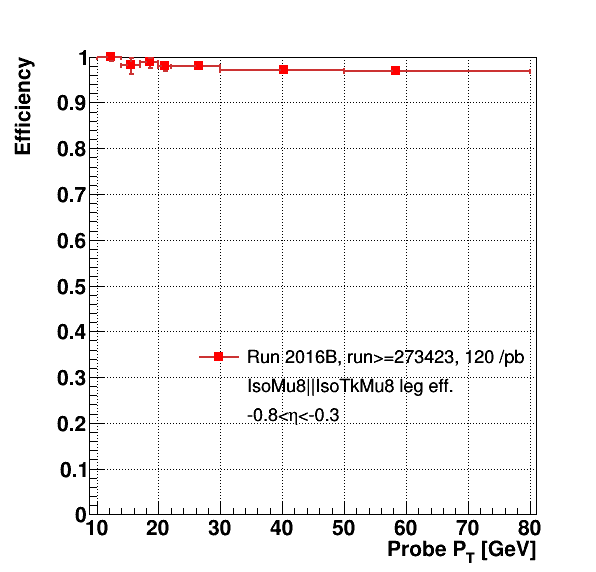 Efficiency
1
0.9
0.8
0.7
0.6
0.5
0.4
0.3
0.2
0.1
0
Run 2016B, run>=273423, 120 /pb
IsoMu8||IsoTkMu8 leg eff.
-0.8<η<-0.3
10 20 30 40 50 60 70 80
Probe P_T [GeV]